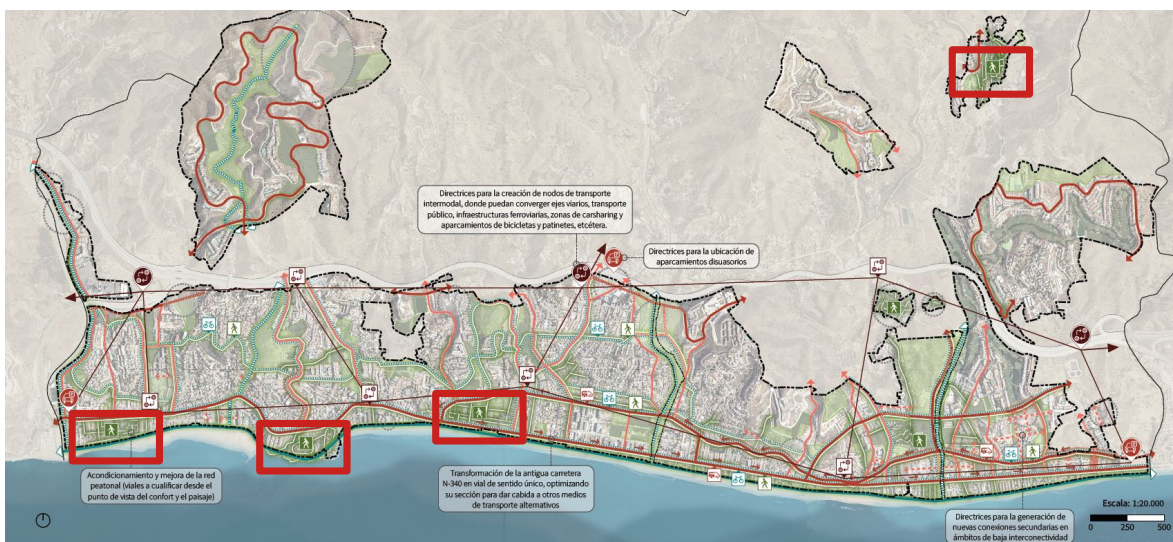 Directrices para la creación de nodos de transporte
intermodal, donde puedan converger ejes viarios, transporte
público, infraestructuras ferroviarias, zonas de carsharing y
aparcamientos de bicicletas y patinetes, etcétera.
Directrices para la ubicación de
aparcamientos disuasorios
Acondicionamiento y mejora de la red
peatonal (viales a cualificar desde el
punto de vista del confort y el paisaje)
Transformación de la antigua carretera
N-340 en vial de sentido único, optimizando
su sección para dar cabida a otros medios
de transporte alternativos
Directrices para la generación de
nuevas conexiones secundarias en
ámbitos de baja interconectividad
Escala: 1:20.000
0 250 500